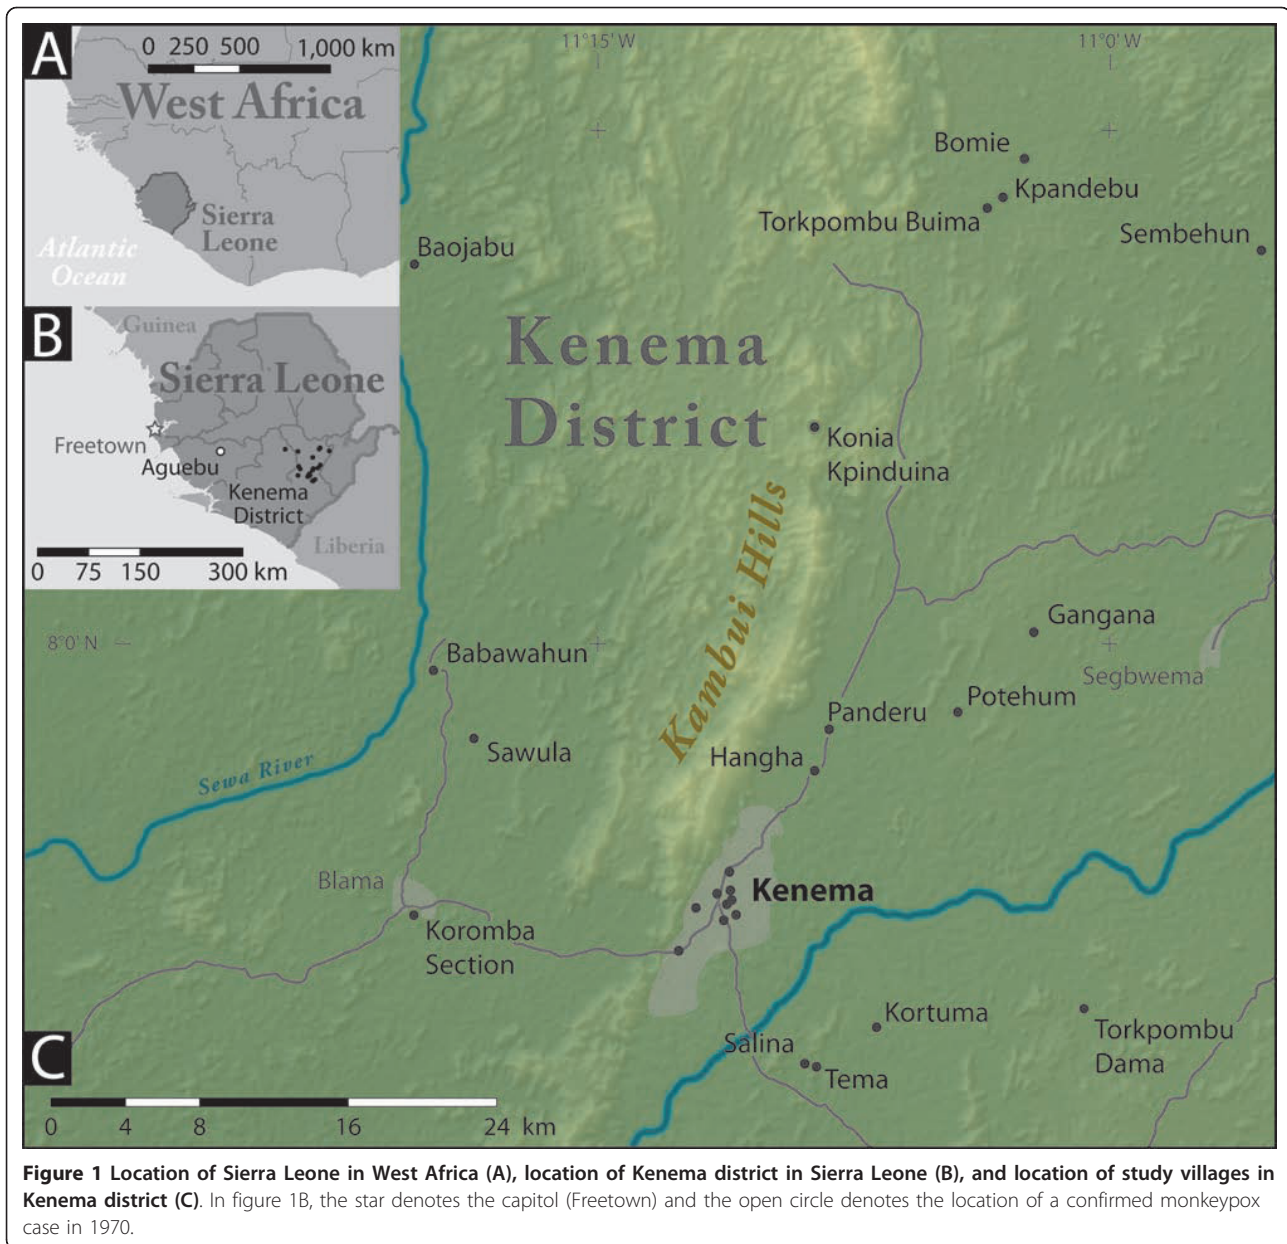 A
0 250 500 1,000 km
West Africa
Sierra
Leone
Atlantic
Ocean
B
Guinea
Sierra Leone
Freetown
Aguebu
Kenema
District
Liberia
0 75 150 300 km
11°15' W
11°0' W
Bomie
Kpandebu
Torkpombu Buima
Sembehun
Baojabu
Kenema
District
Konia
Kpinduina
Kambui Hills
Gangana
8°0' N
Babawahun
Segbwema
Potehum
Panderu
Sawula
Hangha
Sewa River
Blama
Kenema
Koromba
Section
Kortuma
Torkpombu
Dama
Salina
Tema
C
0 4 8 16 24 km
Figure 1 Location of Sierra Leone in West Africa (A), location of Kenema district in Sierra Leone (B), and location of study villages in
Kenema district (C). In figure 1B, the star denotes the capitol (Freetown) and the open circle denotes the location of a confirmed monkeypox
case in 1970.